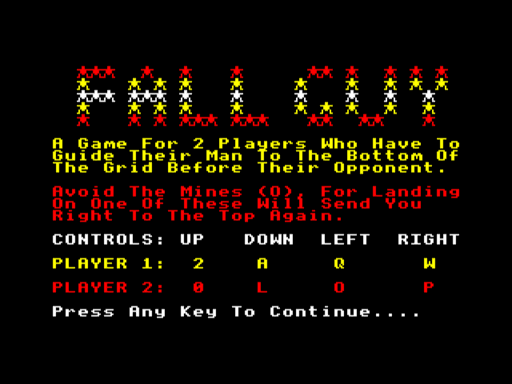 FALL GUY
A Game For 2 Players Who Have To
Guide Their Man To The Bottom Of
The Grid Before Their Opponent.
Avoid The Mines (O), For Landing
On One Of These Will Send You
Right To The Top Again.
CONTROLS: UP DOWN LEFT RIGHT
PLAYER 1: 2 A Q W
PLAYER 2: 0 L O P
Press Any Key To Continue....